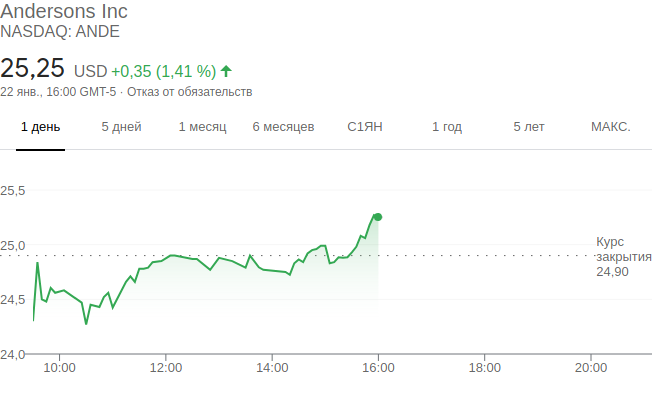 Andersons Inc
NASDAQ: ANDE
25,25 USD +0,35 (1,41 %)
22 янв., 16:00 GMT-5 · Отказ от обязательств
1 день 5 дней 1 месяц 6 месяцев С1ЯН 1 год 5 лет МАКС.
25,5
25,0
24,5
24,0
Курс
закрытия
24,90
10:00 12:00 14:00 16:00 18:00 20:00